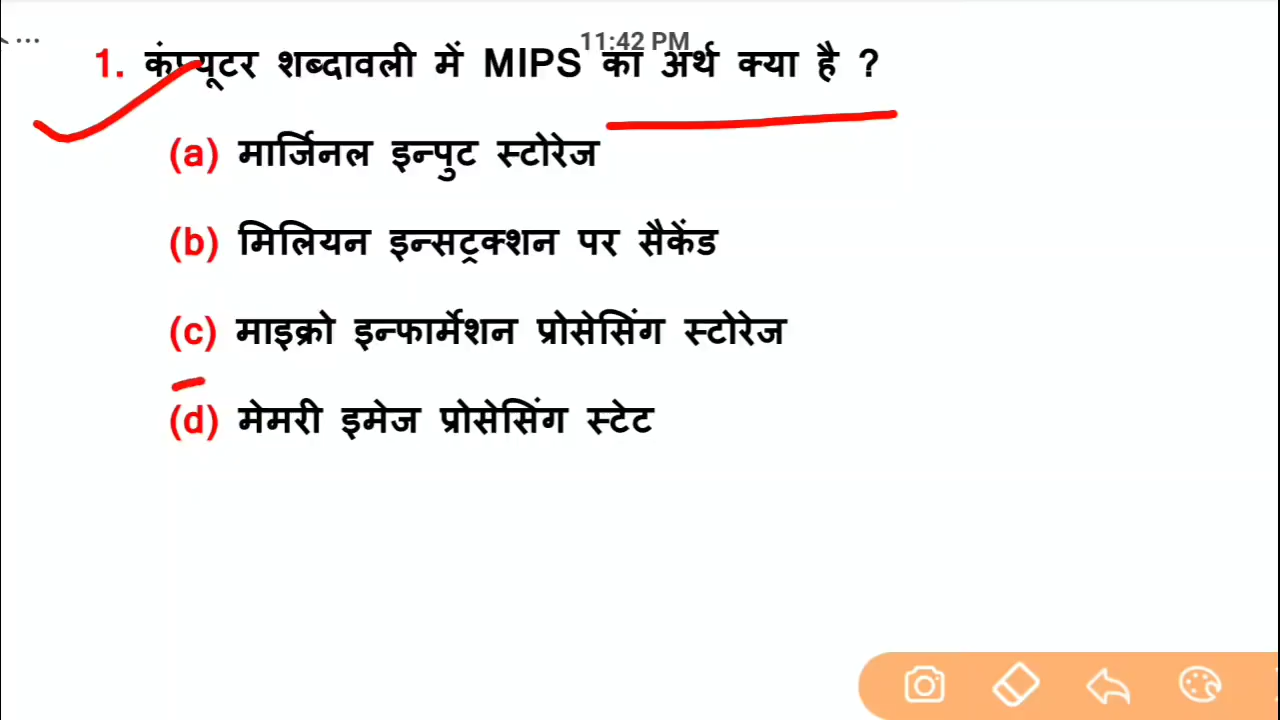 11:42 PM
1. कंप्यूटर शब्दावली में MIPS का अर्थ क्या है ?
(a) मार्जिनल इन्पुट स्टोरेज
(b) मिलियन इन्सट्रक्शन पर सैकेंड
(c) माइक्रो इन्फार्मेशन प्रोसेसिंग स्टोरेज
(d) मेमरी इमेज प्रोसेसिंग स्टेट